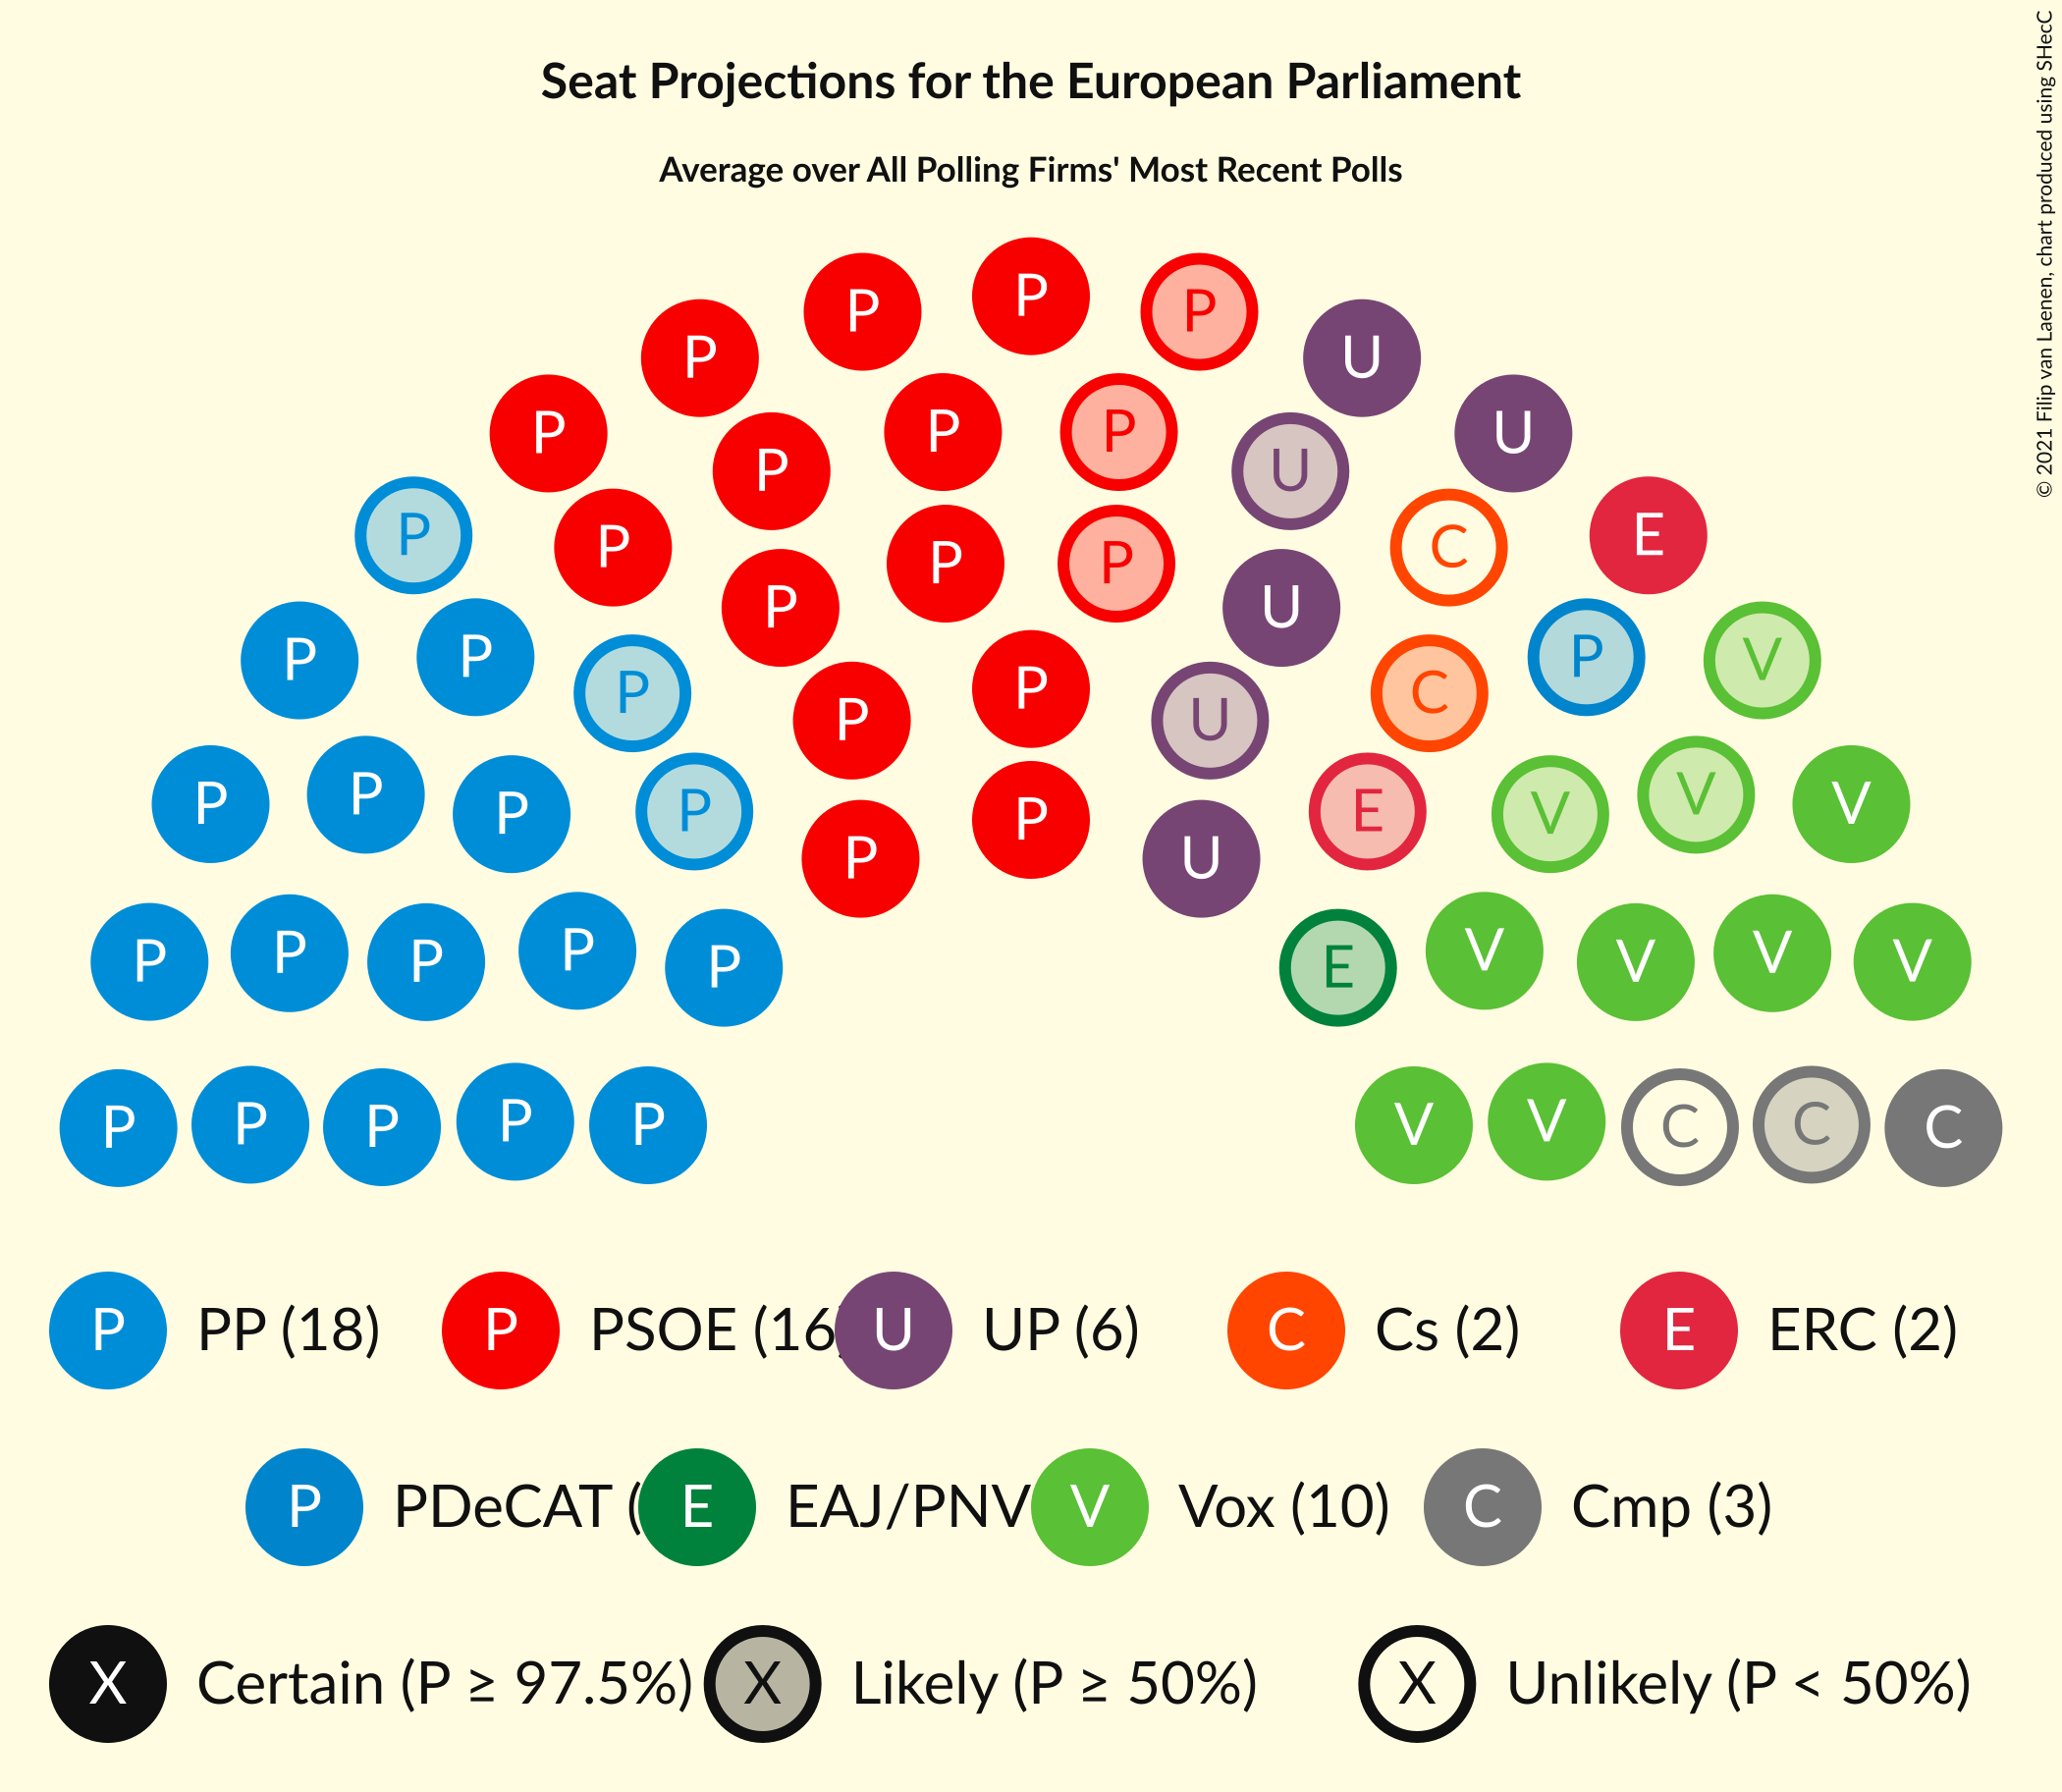 Seat Projections for the European Parliament
Average over All Polling Firms' Most Recent Polls
© 2021 Filip van Laenen, chart produced using SHecC
P P P
P P U
P P P U
P U P U
P P C E
P P P U
P P P V
P P U C
P P P V V V
P P E
P P U
P P P P P E V V V V
P P P P P V V C C C
P PP (18) P PSOE (16 U UP (6) C Cs (2) E ERC (2)
P PDeCAT ( E EAJ/PNV V Vox (10) C Cmp (3)
X Certain (P ≥ 97.5%) X Likely (P ≥ 50%) X Unlikely (P < 50%)